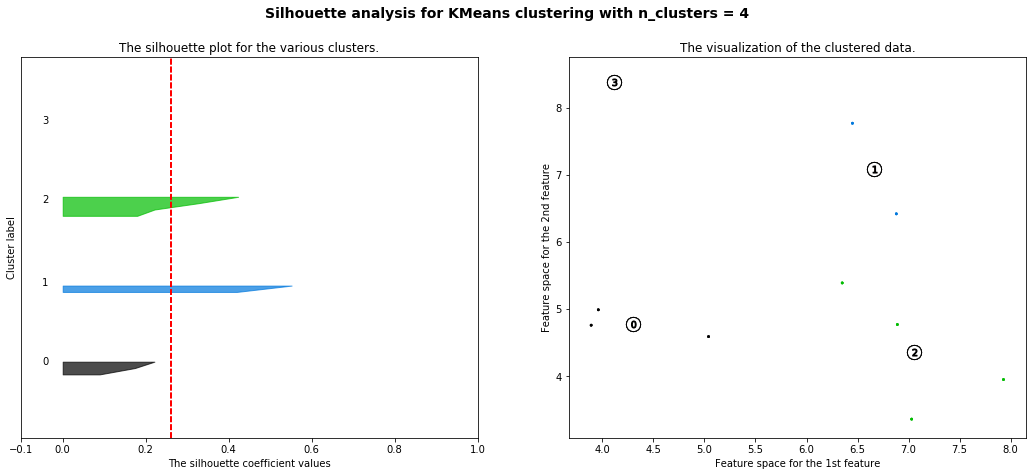 Silhouette analysis for KMeans clustering with n_clusters = 4
The silhouette plot for the various clusters.
Cluster label
3
2
1
0
−0.1 0.0 0.2 0.4 0.6 0.8 1.0
The silhouette coefficient values
The visualization of the clustered data.
Feature space for the 2nd feature
8
7
6
5
4
3
1
0
2
4.0 4.5 5.0 5.5 6.0 6.5 7.0 7.5 8.0
Feature space for the 1st feature